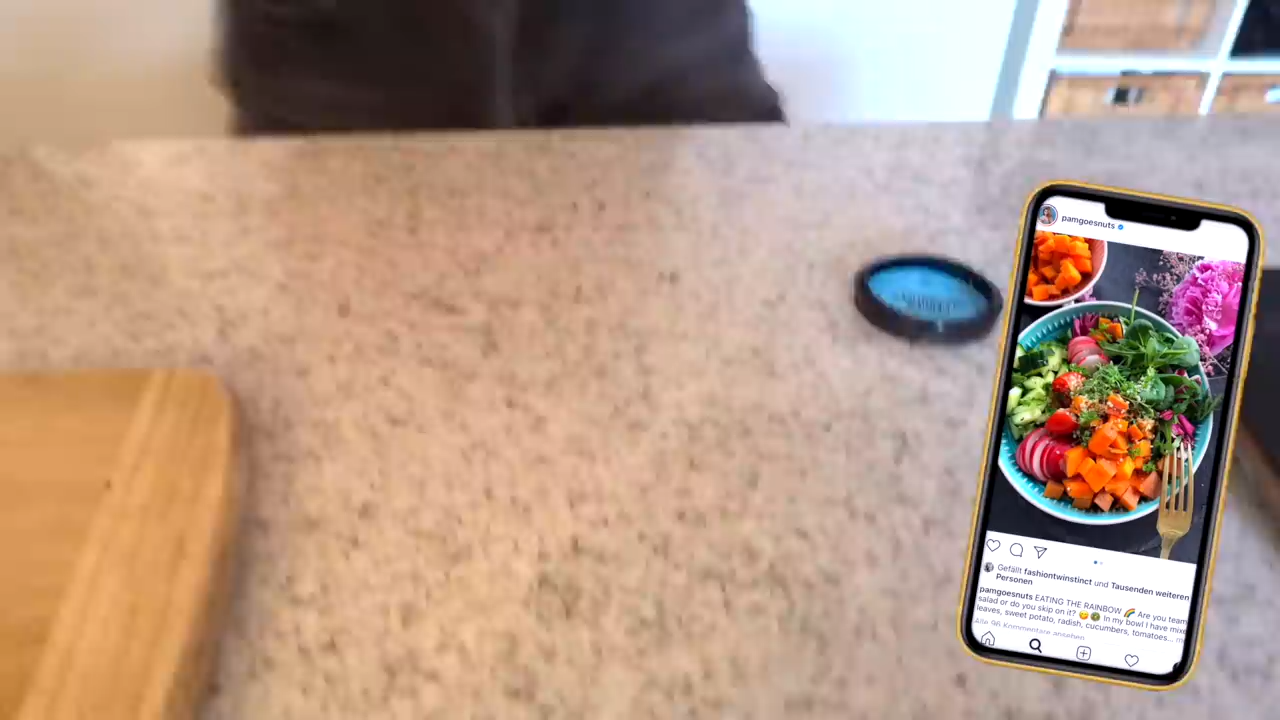 pamgoesnuts
Gefällt fashiontwinstinct und Tausenden weiteren
Personen
pamgoesnuts EATING THE RAINBOW 🌈 Are you team
salad or do you skip on it? 😋🥗 In my bowl I have mixe
leaves, sweet potato, radish, cucumbers, tomatoes... m
Alle 96 Kommentare ansehen